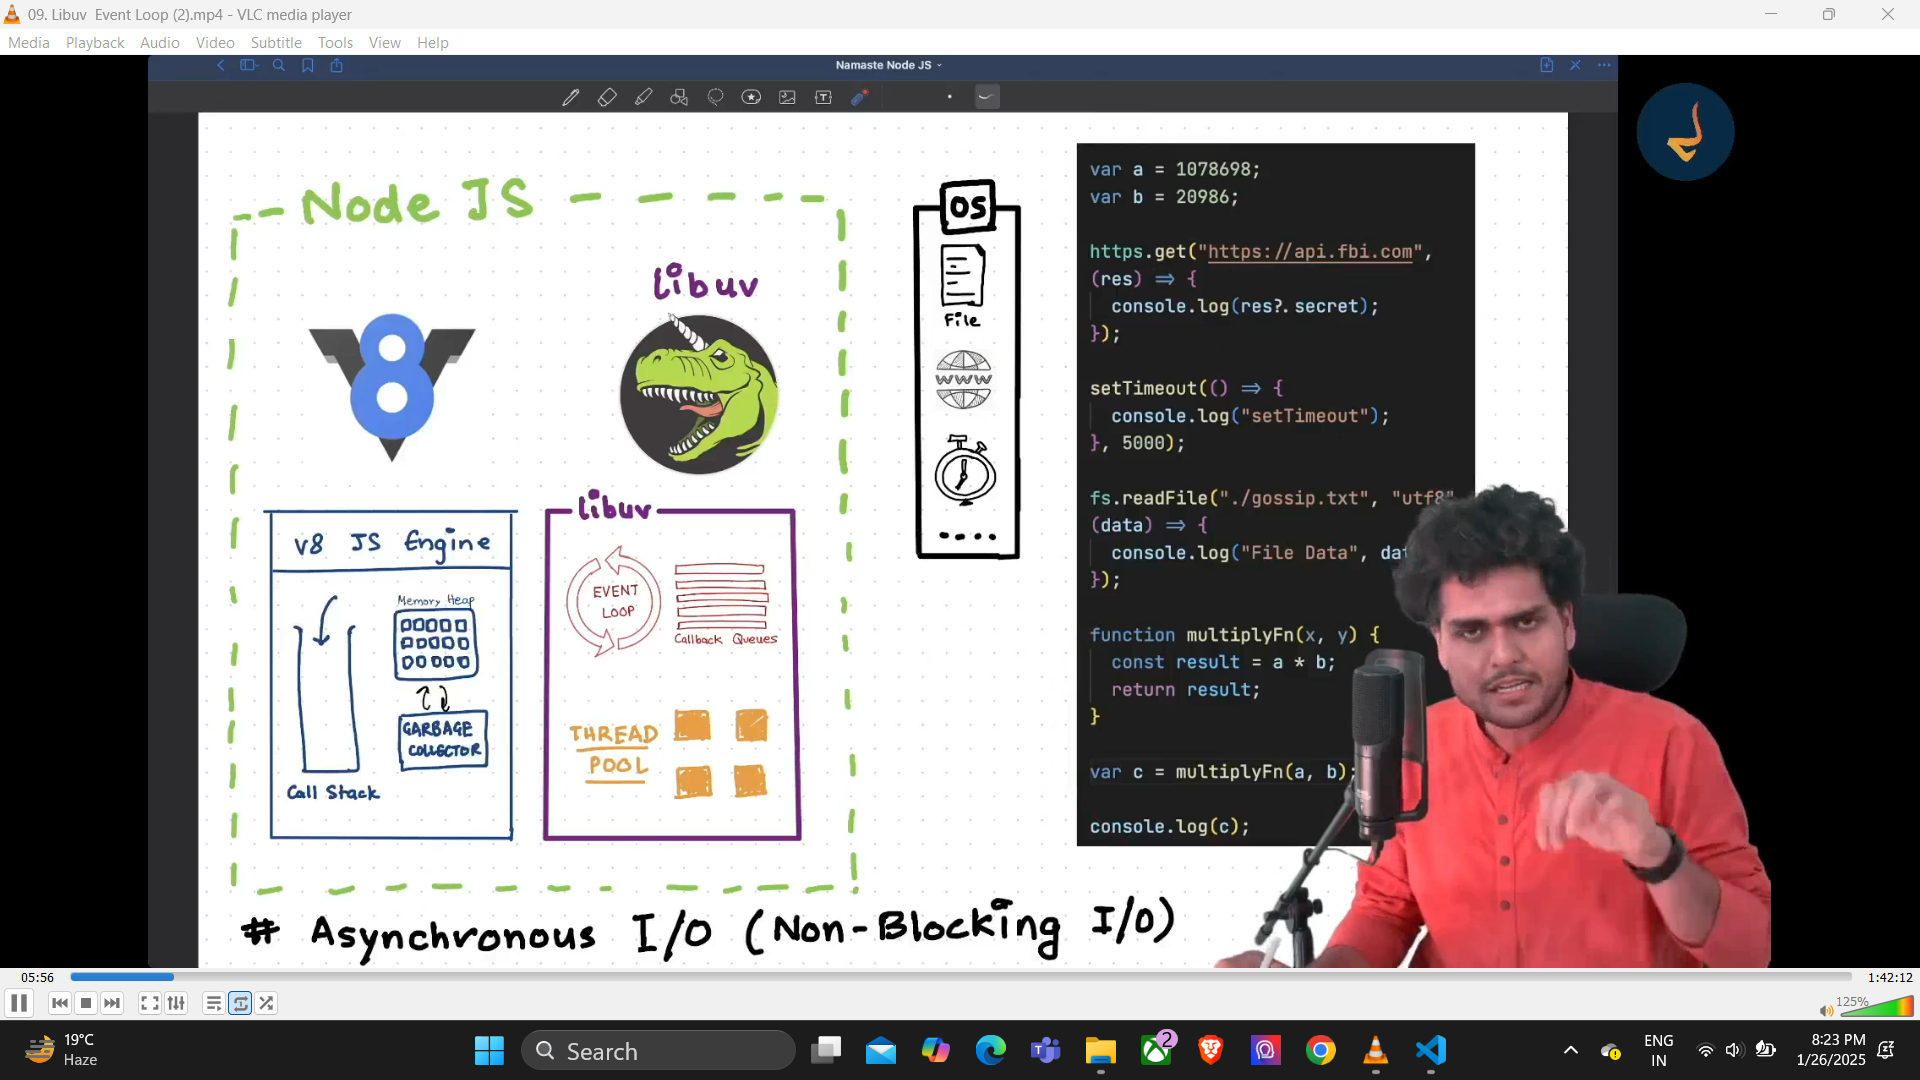 09. Libuv  Event Loop (2).mp4 - VLC media player
Media Playback Audio Video Subtitle Tools View Help
Namaste Node JS
Node JS
libuv
8
V8 JS Engine
Memory Heap
GARBAGE
COLLECTOR
Call Stack
libuv
EVENT
LOOP
Callback Queues
THREAD
POOL
OS
File
WWW
var a = 1078698;
var b = 20986;
https.get("https://api.fbi.com",
(res) => {
console.log(res?.secret);
});
setTimeout(() => {
console.log("setTimeout");
}, 5000);
fs.readFile("./gossip.txt", "utf8"
(data) => {
console.log("File Data", dat
});
function multiplyFn(x, y) {
const result = a * b;
return result;
}
var c = multiplyFn(a, b);
console.log(c);
# Asynchronous I/O (Non-Blocking I/O)
05:56
1:42:12
125%
19°C
Haze
Search
2
ENG
IN
8:23 PM
1/26/2025